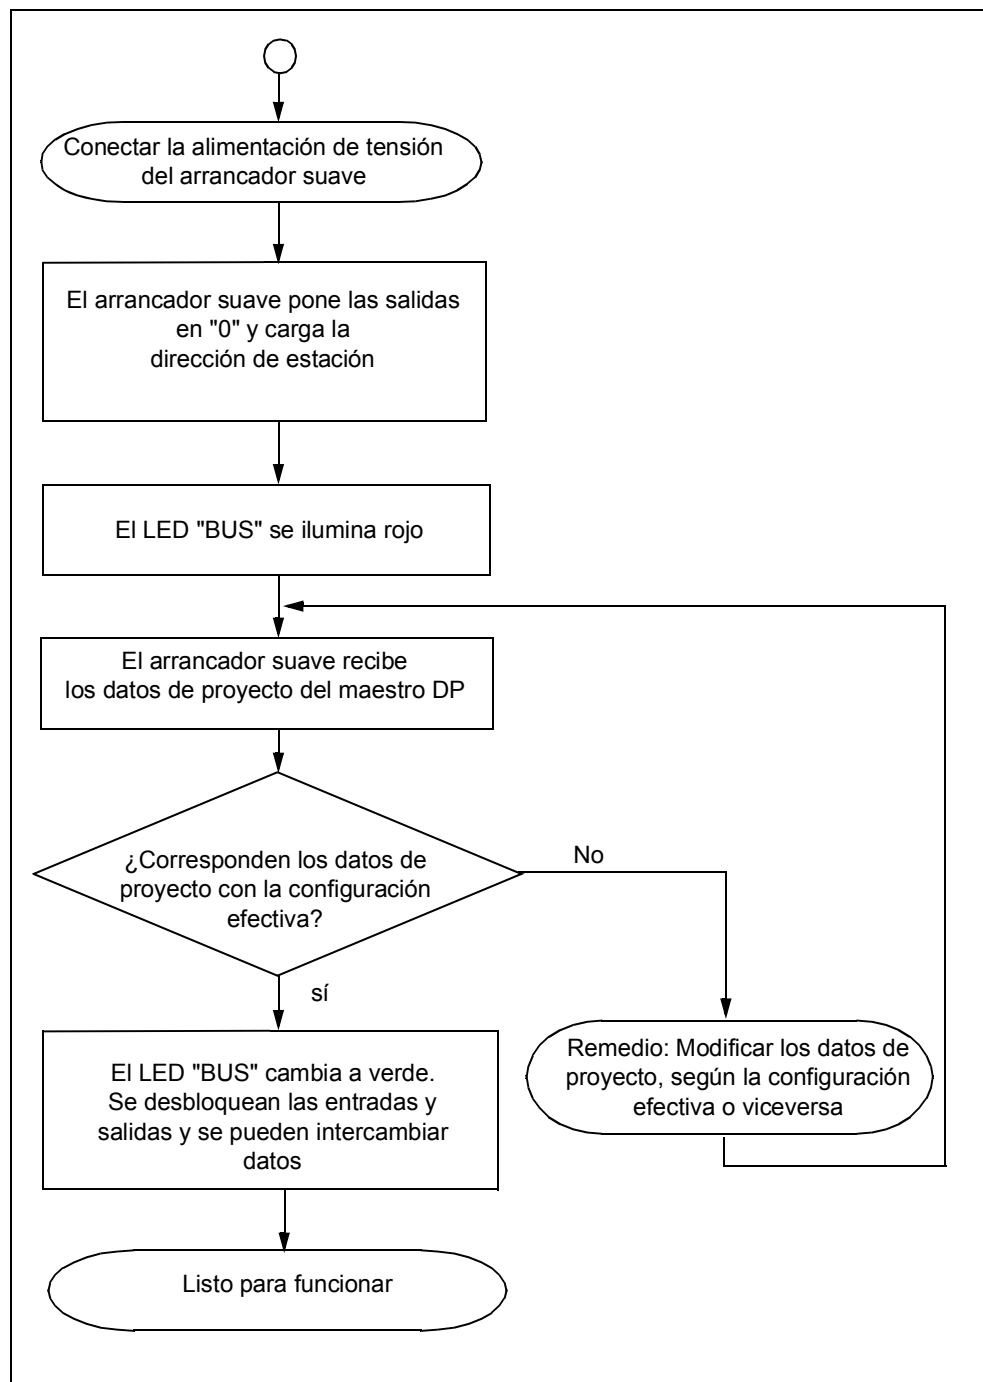 Conectar la alimentación de tensión
del arrancador suave
El arrancador suave pone las salidas
en "0" y carga la
dirección de estación
El LED "BUS" se ilumina rojo
El arrancador suave recibe
los datos de proyecto del maestro DP
¿Corresponden los datos de
proyecto con la configuración
efectiva?
No
sí
Remedio: Modificar los datos de
proyecto, según la configuración
efectiva o viceversa
El LED "BUS" cambia a verde.
Se desbloquean las entradas y
salidas y se pueden intercambiar
datos
Listo para funcionar